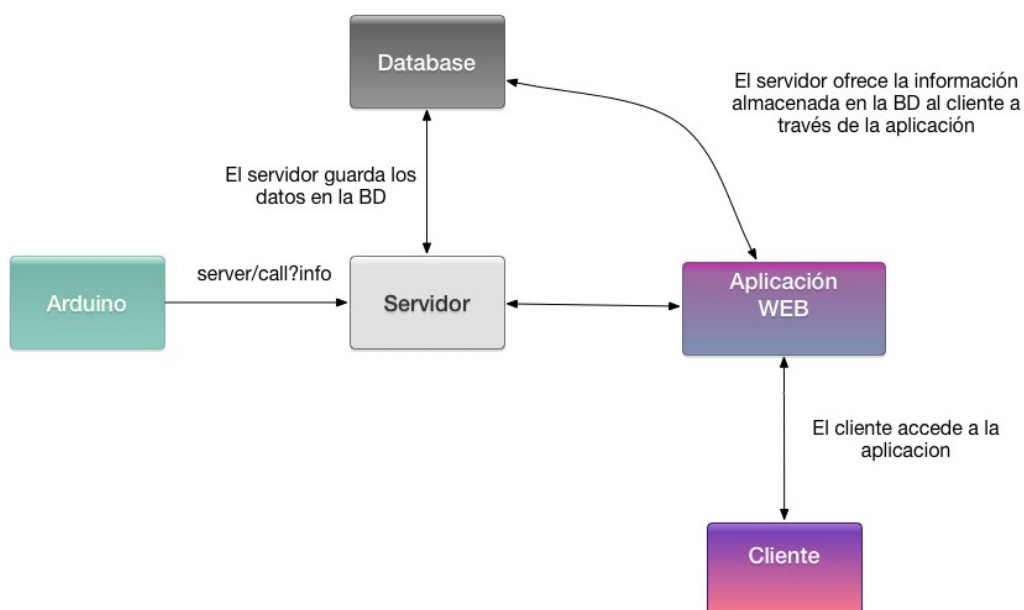 Database
El servidor ofrece la información
almacenada en la BD al cliente a
través de la aplicación
El servidor guarda los
datos en la BD
Arduino
server/call?info
Servidor
Aplicación
WEB
El cliente accede a la
aplicacion
Cliente